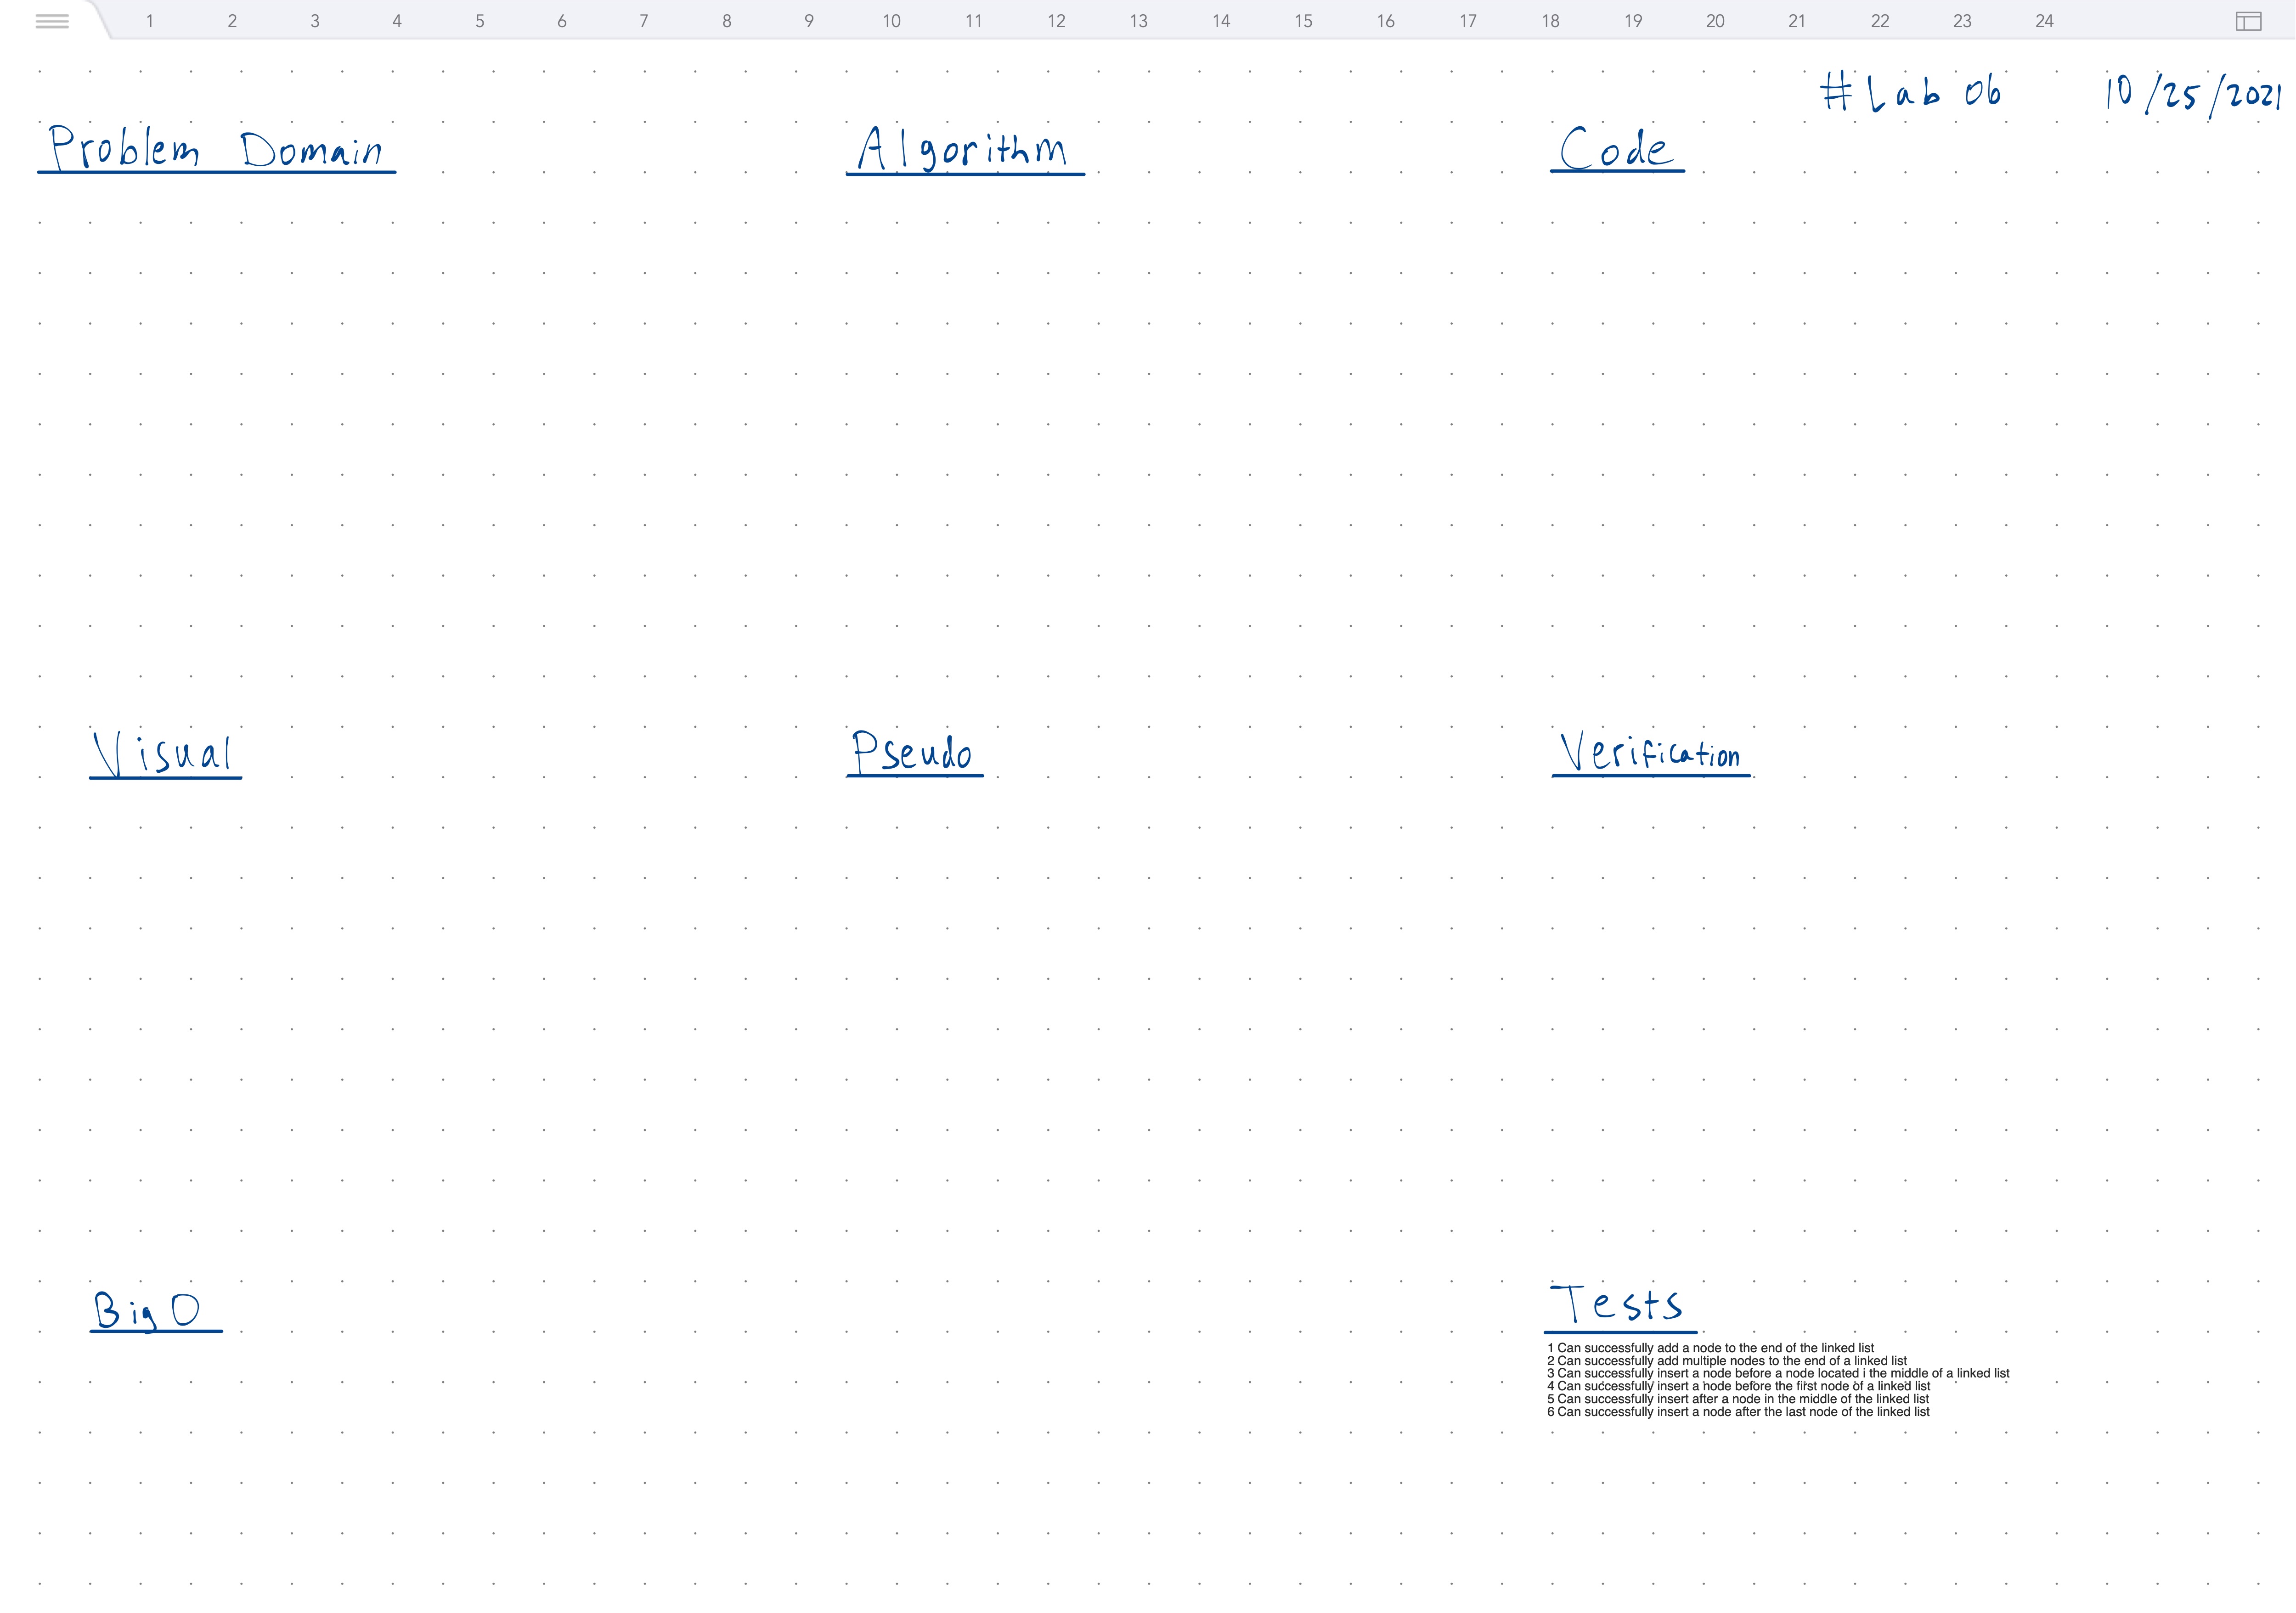 1 2 3 4 5 6 7 8 9 10 11 12 13 14 15 16 17 18 19 20 21 22 23 24
#Lab 06 10/25/2021
Problem Domain
Algorithm
Code
Visual
Pseudo
Verification
Big O
Tests
1 Can successfully add a node to the end of the linked list
2 Can successfully add multiple nodes to the end of a linked list
3 Can successfully insert a node before a node located i the middle of a linked list
4 Can successfully insert a node before the first node of a linked list
5 Can successfully insert after a node in the middle of the linked list
6 Can successfully insert a node after the last node of the linked list